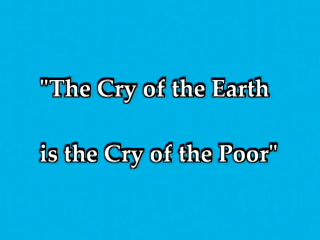 "The Cry of the Earth
is the Cry of the Poor"